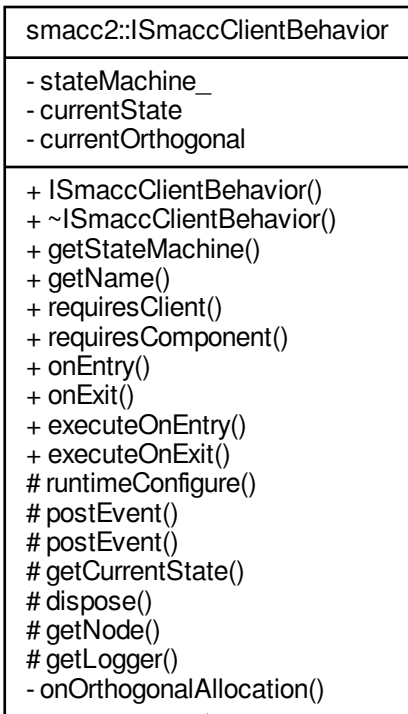 smacc2::ISmaccClientBehavior
- stateMachine_
- currentState
- currentOrthogonal
+ ISmaccClientBehavior()
+ ~ISmaccClientBehavior()
+ getStateMachine()
+ getName()
+ requiresClient()
+ requiresComponent()
+ onEntry()
+ onExit()
+ executeOnEntry()
+ executeOnExit()
# runtimeConfigure()
# postEvent()
# postEvent()
# getCurrentState()
# dispose()
# getNode()
# getLogger()
- onOrthogonalAllocation()